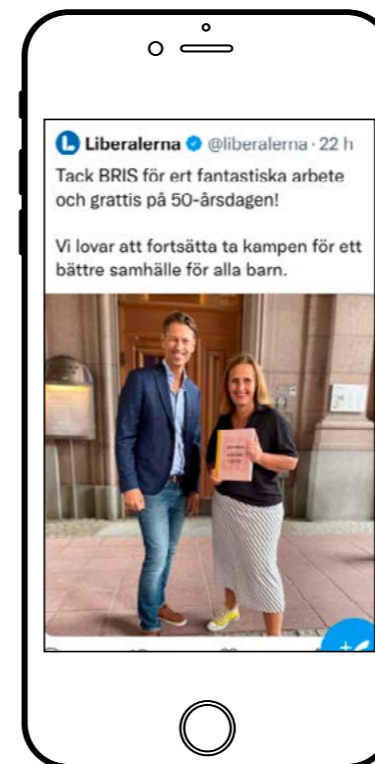 Liberalerna @liberalerna · 22 h
Tack BRIS för ert fantastiska arbete
och grattis på 50-årsdagen!
Vi lovar att fortsätta ta kampen för ett
bättre samhälle för alla barn.